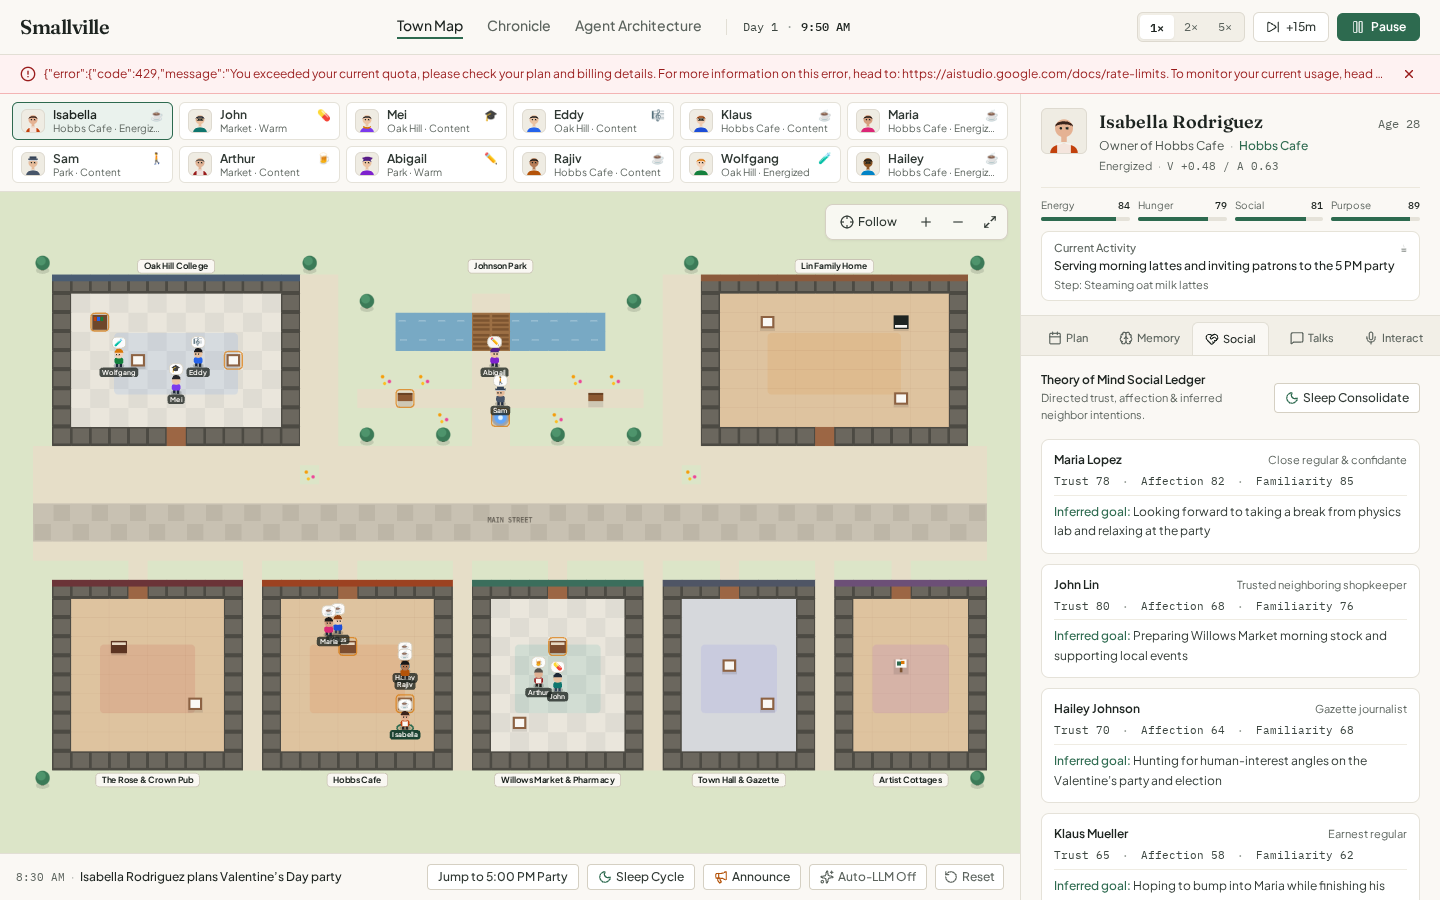 Smallville
Town Map
Chronicle
Agent Architecture
Day 1 · 9:50 AM
1×
2×
5×
+15m
Pause
{"error":{"code":429,"message":"You exceeded your current quota, please check your plan and billing details. For more information on this error, head to: https://aistudio.google.com/docs/rate-limits. To monitor your current usage, head ...
Isabella
Hobbs Cafe · Energiz...
John
Market · Warm
Mei
Oak Hill · Content
Eddy
Oak Hill · Content
Klaus
Hobbs Cafe · Content
Maria
Hobbs Cafe · Energiz...
Sam
Park · Content
Arthur
Market · Content
Abigail
Park · Warm
Rajiv
Hobbs Cafe · Content
Wolfgang
Oak Hill · Energized
Hailey
Hobbs Cafe · Energiz...
Follow
Oak Hill College
Johnson Park
Lin Family Home
Wolfgang
Eddy
Mei
Sam
MAIN STREET
Maria
Rajiv
Isabella
Arthur
John
The Rose & Crown Pub
Hobbs Cafe
Willows Market & Pharmacy
Town Hall & Gazette
Artist Cottages
8:30 AM · Isabella Rodriguez plans Valentine's Day party
Jump to 5:00 PM Party
Sleep Cycle
Announce
Auto-LLM Off
Reset
Isabella Rodriguez
Age 28
Owner of Hobbs Cafe · Hobbs Cafe
Energized · V +0.48 / A 0.63
Energy 84
Hunger 79
Social 81
Purpose 89
Current Activity
Serving morning lattes and inviting patrons to the 5 PM party
Step: Steaming oat milk lattes
Plan
Memory
Social
Talks
Interact
Theory of Mind Social Ledger
Directed trust, affection & inferred
neighbor intentions.
Sleep Consolidate
Maria Lopez
Close regular & confidante
Trust 78 · Affection 82 · Familiarity 85
Inferred goal: Looking forward to taking a break from physics
lab and relaxing at the party
John Lin
Trusted neighboring shopkeeper
Trust 80 · Affection 68 · Familiarity 76
Inferred goal: Preparing Willows Market morning stock and
supporting local events
Hailey Johnson
Gazette journalist
Trust 70 · Affection 64 · Familiarity 68
Inferred goal: Hunting for human-interest angles on the
Valentine's party and election
Klaus Mueller
Earnest regular
Trust 65 · Affection 58 · Familiarity 62
Inferred goal: Hoping to bump into Maria while finishing his